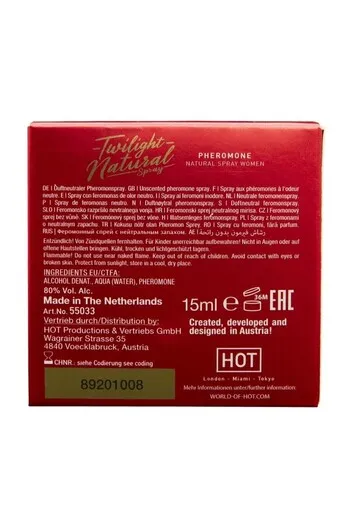 Twilight
Natural
Spray
PHEROMONE
NATURAL SPRAY WOMEN
DE | Duftneutraler Pheromonspray. GB | Unscented pheromone spray. F | Spray aux phéromones à l'odeur
neutre. E | Spray con feromonas de olor neutro. I | Spray ai feromoni inodore. NL | Neutrale feromonenspray
P | Spray de feromonas neutro. N | Duftnøytral pheromonspray. S | Doftneutral feromonspray.
SLO | Feromonsko razpršilo nevtralnega vonja. HR | Feromonski sprej neutralnog mirisa. CZ | Feromonový
sprej bez vůně. SK | Feromónový sprej bez vône. FI | Hajusteeton feromonisuihke. PL | Spray z feromonami o
neutralnym zapachu. TR | Kokusu nötr olan Pheromon Sprey. RO | Spray cu feromoni, fără parfum.
RUS | Феромоновый спрей с нейтральным запахом. AE |
Entzündlich! Von Zündquellen fernhalten. Für Kinder unerreichbar aufbewahren! Nicht in Augen oder auf
offene Hautstellen bringen. Kühl, trocken und lichtgeschützt lagern.
Flammable! Do not use near naked flame. Keep out of reach of children. Avoid contact with eyes or
broken skin. Protect from sunlight, store in a cool, dry place.
INGREDIENTS EU/CTFA:
ALCOHOL DENAT., AQUA (WATER), PHEROMONE
80% Vol. Alc.
Made in The Netherlands
Art.No. 55033
Vertrieb durch/Distribution by:
HOT Productions & Vertriebs GmbH
Wagrainer Strasse 35
4840 Voecklabruck, Austria
CHNR. siehe Codierung see coding
89201008
15ml e 36M EAC
Created, developed and
designed in Austria!
HOT
London - Miami - Tokyo
Mehr Informationen unter/further information:
WORLD-OF-HOT.COM